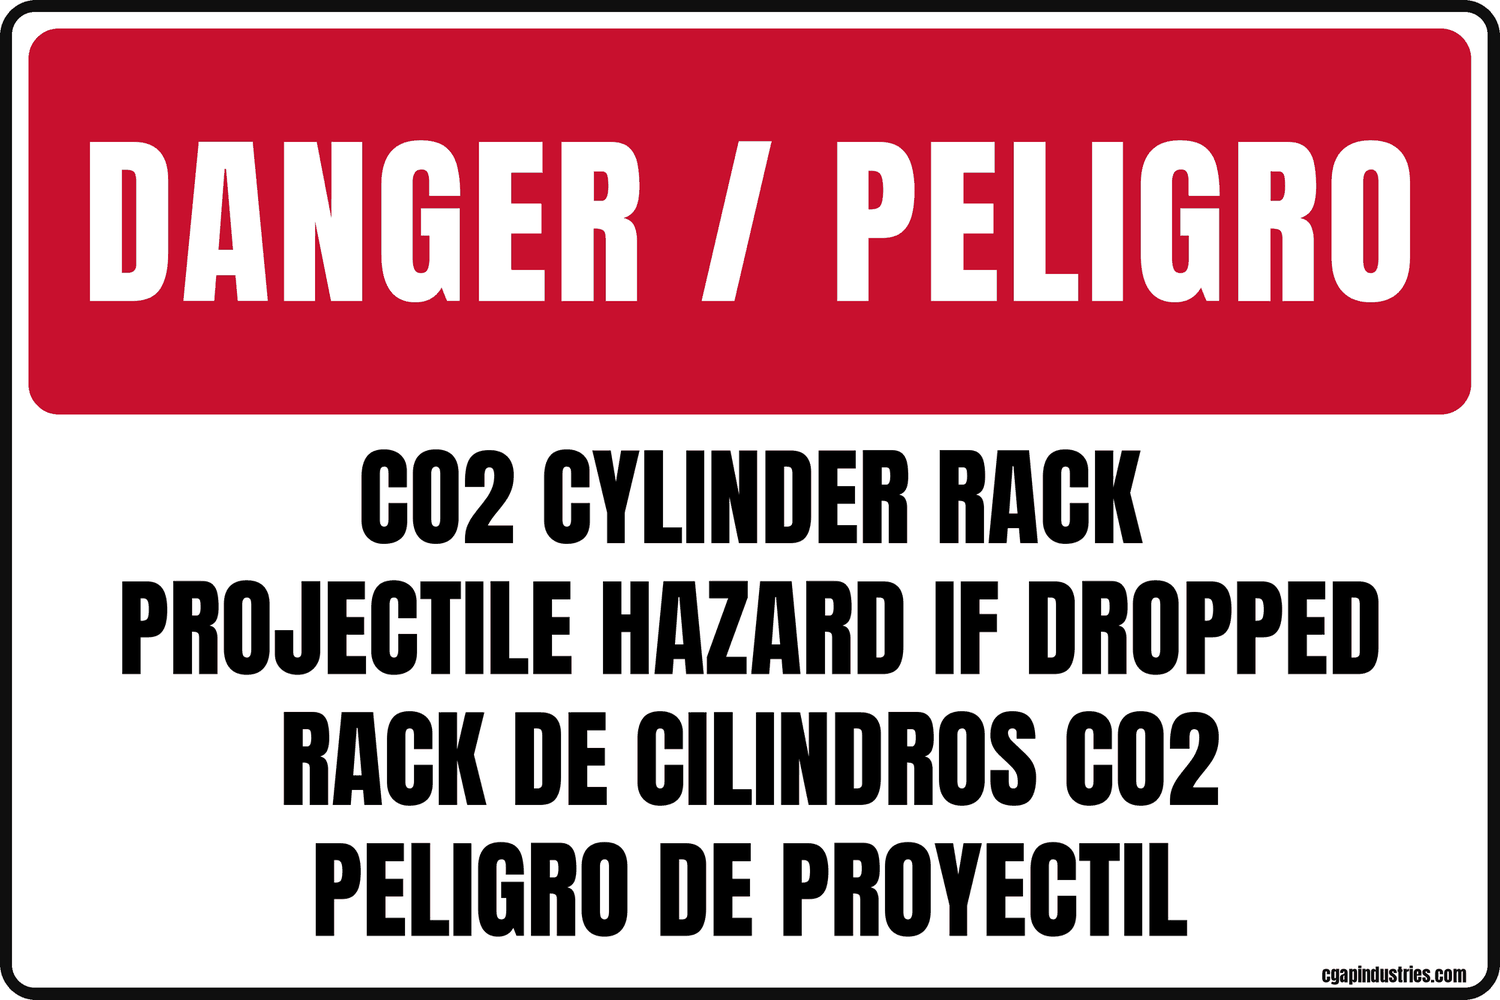 DANGER / PELIGRO
CO2 CYLINDER RACK
PROJECTILE HAZARD IF DROPPED
RACK DE CILINDROS CO2
PELIGRO DE PROYECTIL
cgapindustries.com